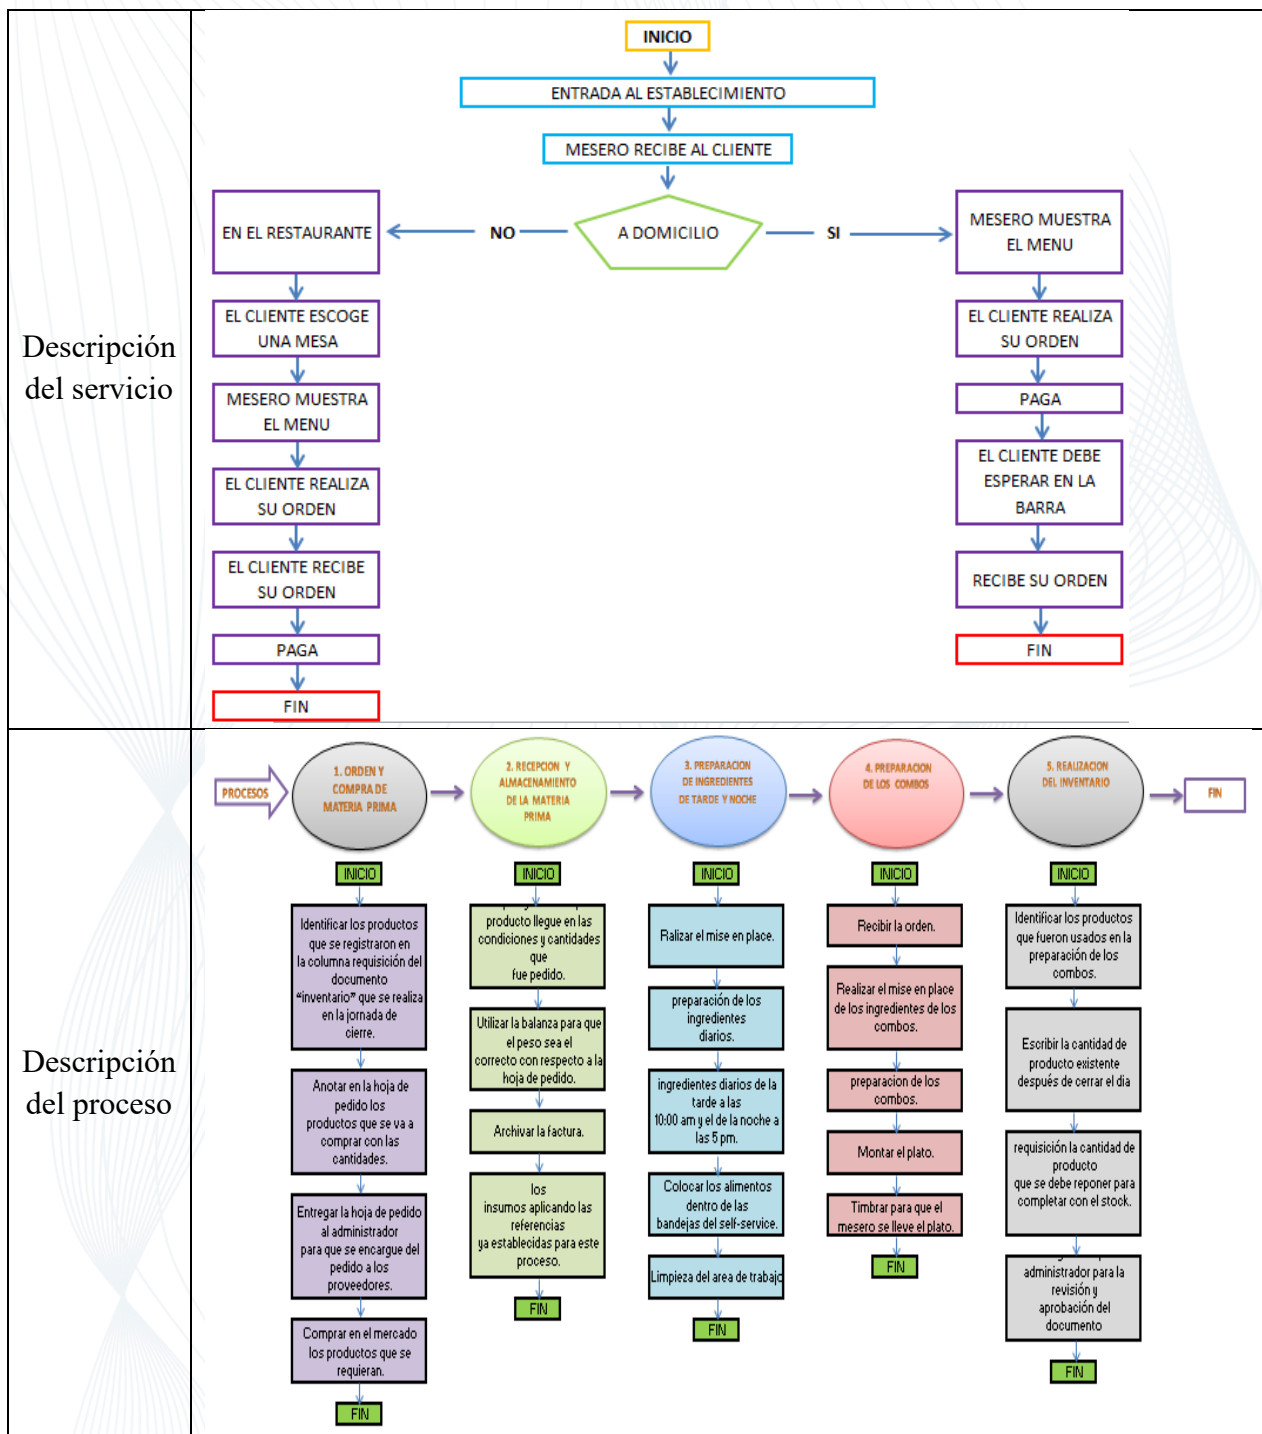 Descripción
del servicio
INICIO
ENTRADA AL ESTABLECIMIENTO
MESERO RECIBE AL CLIENTE
A DOMICILIO
NO
SI
EN EL RESTAURANTE
EL CLIENTE ESCOGE
UNA MESA
MESERO MUESTRA
EL MENU
EL CLIENTE REALIZA
SU ORDEN
EL CLIENTE RECIBE
SU ORDEN
PAGA
FIN
MESERO MUESTRA
EL MENU
EL CLIENTE REALIZA
SU ORDEN
PAGA
EL CLIENTE DEBE
ESPERAR EN LA
BARRA
RECIBE SU ORDEN
FIN
Descripción
del proceso
PROCESOS
1. ORDEN Y
COMPRA DE
MATERIA PRIMA
2. RECEPCION Y
ALMACENAMIENTO
DE LA MATERIA
PRIMA
3. PREPARACION
DE INGREDIENTES
DE TARDE Y NOCHE
4. PREPARACION
DE LOS COMBOS
5. REALIZACION
DEL INVENTARIO
FIN
INICIO
Identificar los productos
que se registraron en
la columna requisición del
documento
"inventario" que se realiza
en la jornada de
cierre.
Anotar en la hoja de
pedido los
productos que se va a
comprar con las
cantidades.
Entregar la hoja de pedido
al administrador
para que se encargue del
pedido a los
proveedores.
Comprar en el mercado
los productos que se
requieran.
FIN
INICIO
producto llegue en las
condiciones y cantidades
que
fue pedido.
Utilizar la balanza para que
el peso sea el
correcto con respecto a la
hoja de pedido.
Archivar la factura.
los
insumos aplicando las
referencias
ya establecidas para este
proceso.
FIN
INICIO
Ralizar el mise en place.
preparación de los
ingredientes
diarios.
ingredientes diarios de la
tarde a las
10:00 am y el de la noche a
las 5 pm.
Colocar los alimentos
dentro de las
bandejas del self-service.
Limpieza del area de trabajo
FIN
INICIO
Recibir la orden.
Realizar el mise en place
de los ingredientes de los
combos.
preparacion de los
combos.
Montar el plato.
Timbrar para que el
mesero se lleve el plato.
FIN
INICIO
Identificar los productos
que fueron usados en la
preparación de los
combos.
Escribir la cantidad de
producto existente
después de cerrar el dia
requisición la cantidad de
producto
que se debe reponer para
completar con el stock.
administrador para la
revisión y
aprobación del
documento
FIN